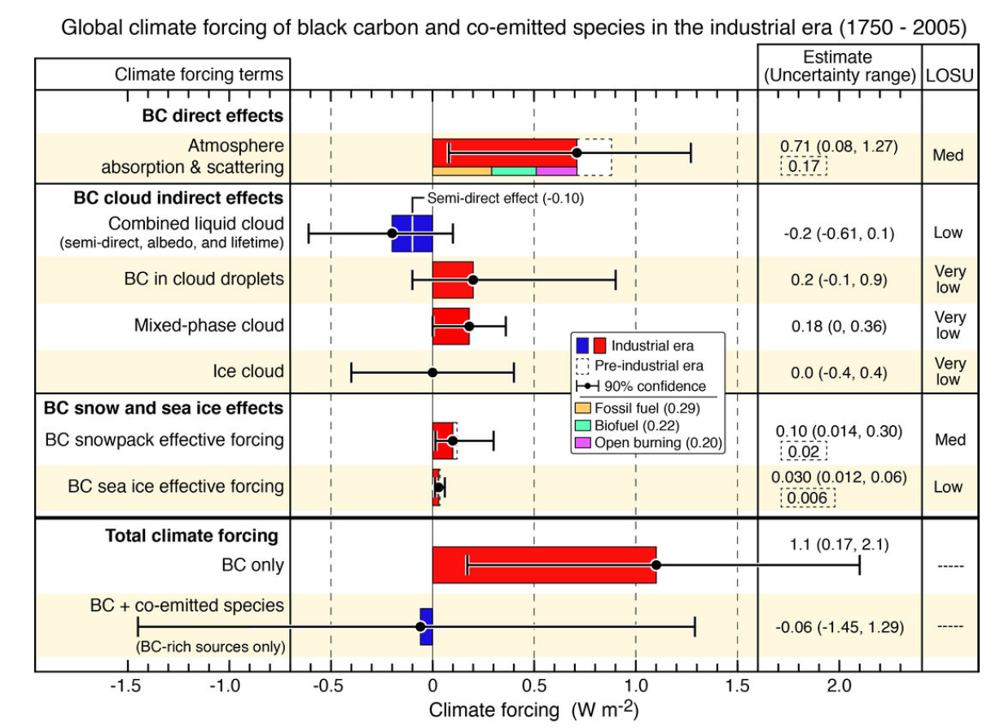 Global climate forcing of black carbon and co-emitted species in the industrial era (1750 - 2005)
Climate forcing terms
Estimate
(Uncertainty range)
LOSU
BC direct effects
Atmosphere
absorption & scattering
0.71 (0.08, 1.27)
0.17
Med
BC cloud indirect effects
Semi-direct effect (-0.10)
Combined liquid cloud
(semi-direct, albedo, and lifetime)
-0.2 (-0.61, 0.1)
Low
BC in cloud droplets
0.2 (-0.1, 0.9)
Very
low
Mixed-phase cloud
0.18 (0, 0.36)
Very
low
Ice cloud
0.0 (-0.4, 0.4)
Very
low
Industrial era
Pre-industrial era
90% confidence
Fossil fuel (0.29)
Biofuel (0.22)
Open burning (0.20)
BC snow and sea ice effects
BC snowpack effective forcing
0.10 (0.014, 0.30)
0.02
Med
BC sea ice effective forcing
0.030 (0.012, 0.06)
0.006
Low
Total climate forcing
BC only
1.1 (0.17, 2.1)
-----
BC + co-emitted species
(BC-rich sources only)
-0.06 (-1.45, 1.29)
-----
-1.5 -1.0 -0.5 0 0.5 1.0 1.5 2.0
Climate forcing (W m-2)